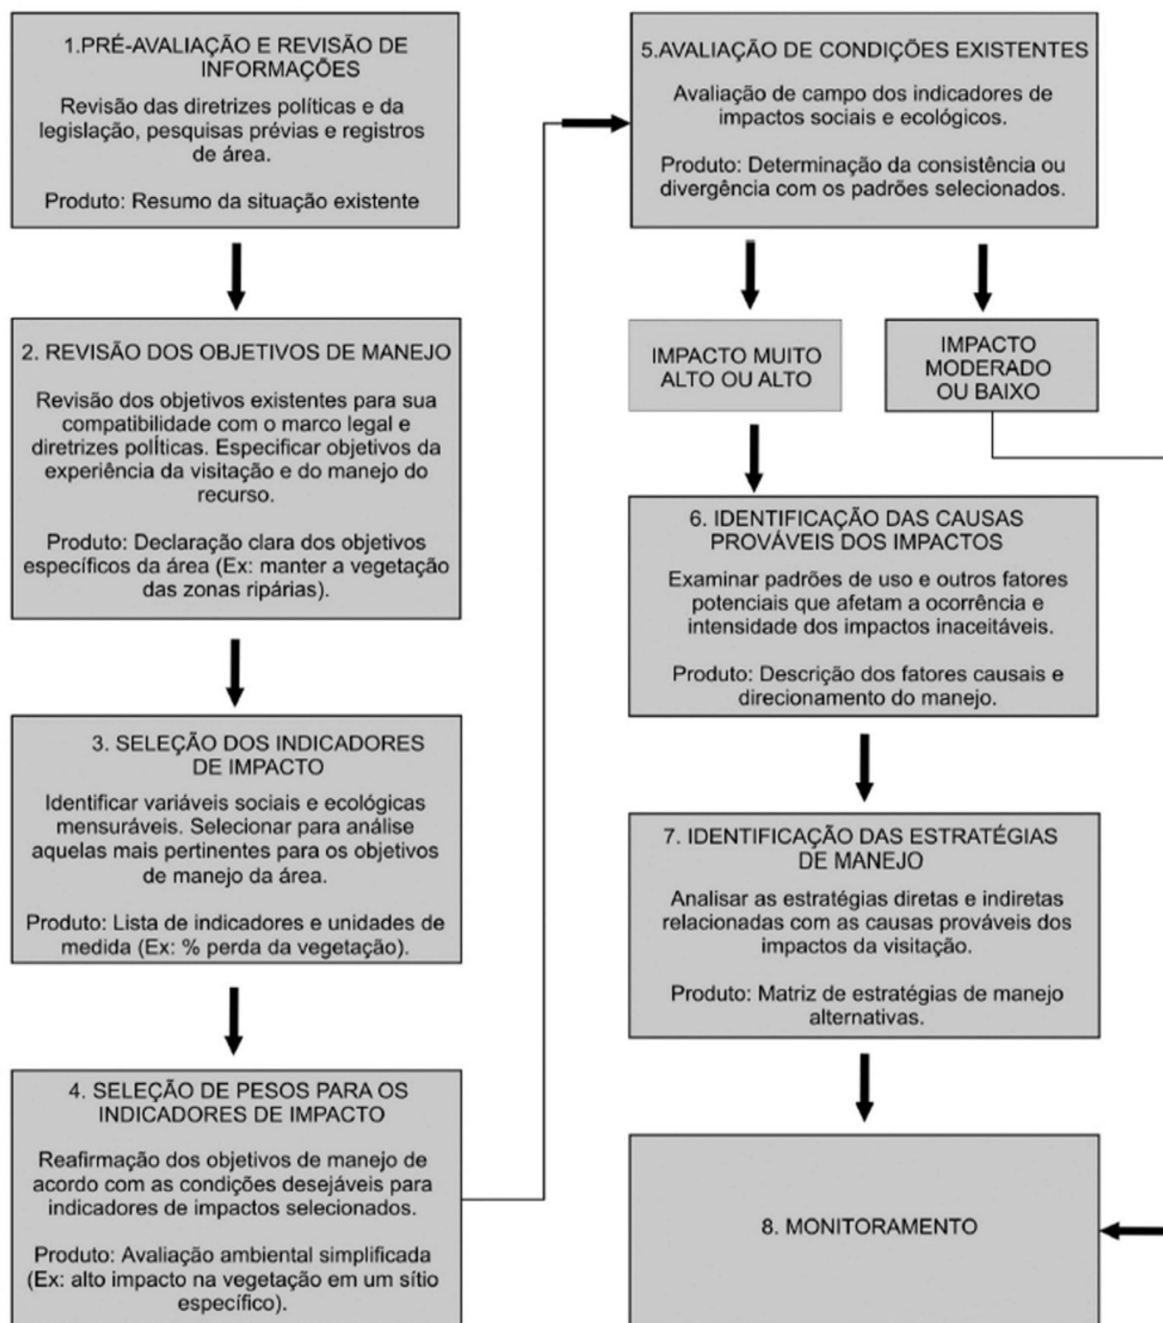 1.PRÉ-AVALIAÇÃO E REVISÃO DE
INFORMAÇÕES
Revisão das diretrizes políticas e da
legislação, pesquisas prévias e registros
de área.
Produto: Resumo da situação existente
2. REVISÃO DOS OBJETIVOS DE MANEJO
Revisão dos objetivos existentes para sua
compatibilidade com o marco legal e
diretrizes políticas. Especificar objetivos da
experiência da visitação e do manejo do
recurso.
Produto: Declaração clara dos objetivos
específicos da área (Ex: manter a vegetação
das zonas ripárias).
3. SELEÇÃO DOS INDICADORES
DE IMPACTO
Identificar variáveis sociais e ecológicas
mensuráveis. Selecionar para análise
aquelas mais pertinentes para os objetivos
de manejo da área.
Produto: Lista de indicadores e unidades de
medida (Ex: % perda da vegetação).
4. SELEÇÃO DE PESOS PARA OS
INDICADORES DE IMPACTO
Reafirmação dos objetivos de manejo de
acordo com as condições desejáveis para
indicadores de impactos selecionados.
Produto: Avaliação ambiental simplificada
(Ex: alto impacto na vegetação em um sítio
específico).
5.AVALIAÇÃO DE CONDIÇÕES EXISTENTES
Avaliação de campo dos indicadores de
impactos sociais e ecológicos.
Produto: Determinação da consistência ou
divergência com os padrões selecionados.
IMPACTO MUITO
ALTO OU ALTO
IMPACTO
MODERADO
OU BAIXO
6. IDENTIFICAÇÃO DAS CAUSAS
PROVÁVEIS DOS IMPACTOS
Examinar padrões de uso e outros fatores
potenciais que afetam a ocorrência e
intensidade dos impactos inaceitáveis.
Produto: Descrição dos fatores causais e
direcionamento do manejo.
7. IDENTIFICAÇÃO DAS ESTRATÉGIAS
DE MANEJO
Analisar as estratégias diretas e indiretas
relacionadas com as causas prováveis dos
impactos da visitação.
Produto: Matriz de estratégias de manejo
alternativas.
8. MONITORAMENTO